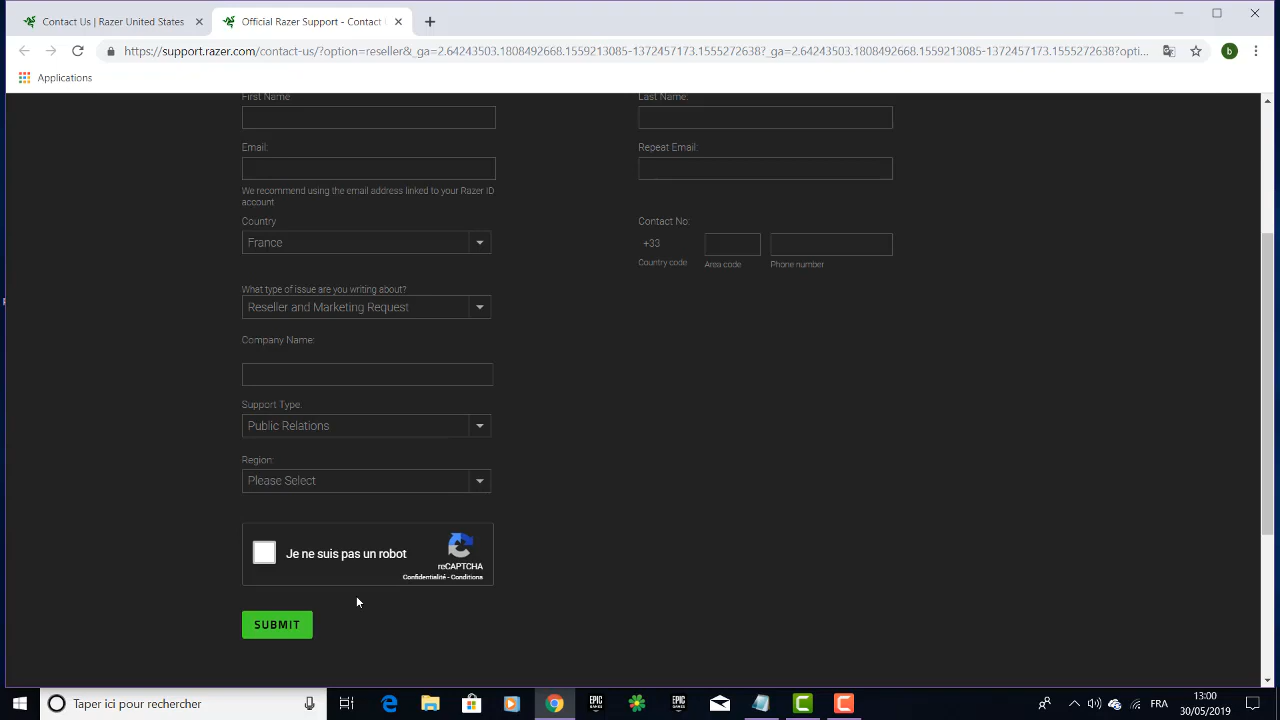 Contact Us | Razer United States
Official Razer Support - Contact
https://support.razer.com/contact-us/?option=reseller&_ga=2.64243503.1808492668.1559213085-1372457173.1555272638?_ga=2.64243503.1808492668.1559213085-1372457173.1555272638?opti...
b
Applications
First Name
Last Name:
Email:
Repeat Email:
We recommend using the email address linked to your Razer ID
account
Country
Contact No:
France
+33
Country code
Area code
Phone number
What type of issue are you writing about?
Reseller and Marketing Request
Company Name:
Support Type:
Public Relations
Region:
Please Select
Je ne suis pas un robot
reCAPTCHA
Confidentialité - Conditions
SUBMIT
Taper ici pour rechercher
EPIC GAMES
EPIC GAMES
FRA
13:00
30/05/2019